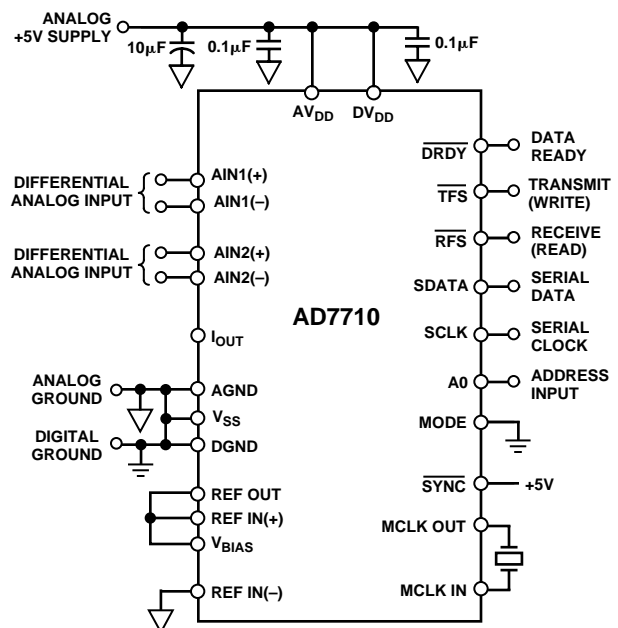 ANALOG
+5V SUPPLY
10μF
0.1μF
0.1μF
AVDD
DVDD
DRDY
DATA
READY
DIFFERENTIAL
ANALOG INPUT
AIN1(+)
AIN1(–)
TFS
TRANSMIT
(WRITE)
RFS
RECEIVE
(READ)
DIFFERENTIAL
ANALOG INPUT
AIN2(+)
AIN2(–)
SDATA
SERIAL
DATA
AD7710
IOUT
SCLK
SERIAL
CLOCK
ANALOG
GROUND
AGND
A0
ADDRESS
INPUT
VSS
MODE
DIGITAL
GROUND
DGND
SYNC
+5V
REF OUT
REF IN(+)
VBIAS
MCLK OUT
REF IN(–)
MCLK IN